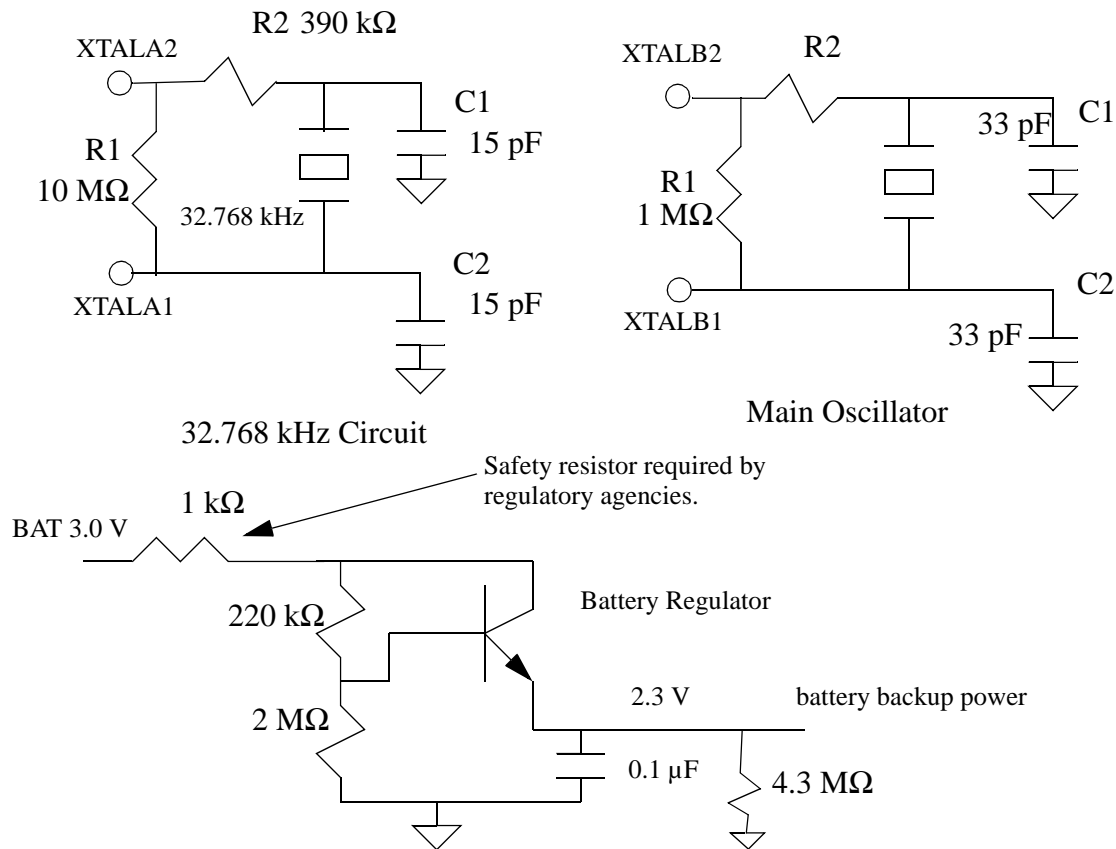 R2 390 kΩ
XTALA2
C1
15 pF
R1
10 MΩ
32.768 kHz
C2
15 pF
XTALA1
32.768 kHz Circuit
R2
XTALB2
C1
33 pF
R1
1 MΩ
C2
XTALB1
33 pF
Main Oscillator
Safety resistor required by
regulatory agencies.
1 kΩ
BAT 3.0 V
220 kΩ
Battery Regulator
2 MΩ
2.3 V
battery backup power
0.1 µF
4.3 MΩ